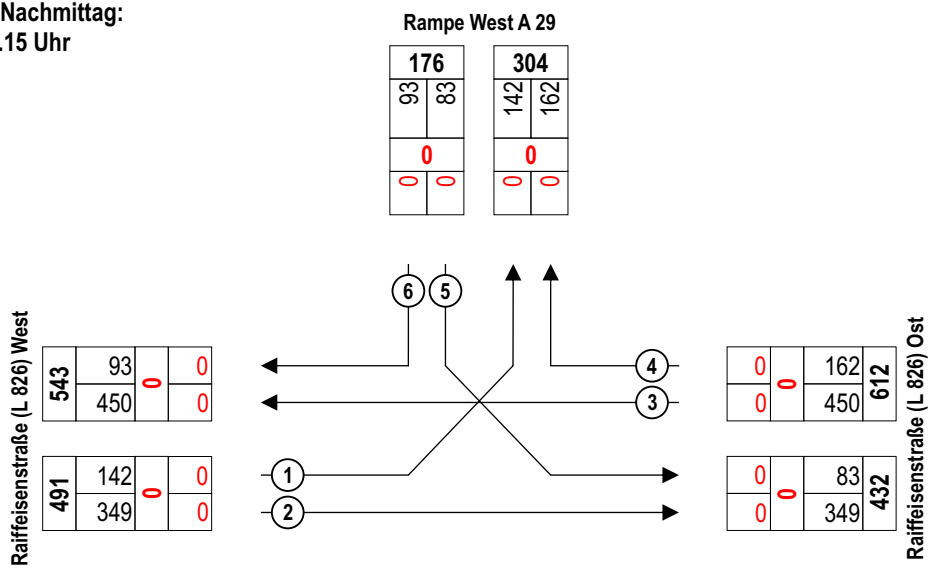 Nachmittag:
.15 Uhr
Rampe West A 29
176 304
93 83 142 162
0 0
0 0 0 0
6 5
Raiffeisenstraße (L 826) West
543 93 0 0
450 0
4
3
0 0 162 612
0 450
Raiffeisenstraße (L 826) Ost
491 142 0 0
349 0
1
2
0 0 83 432
0 349